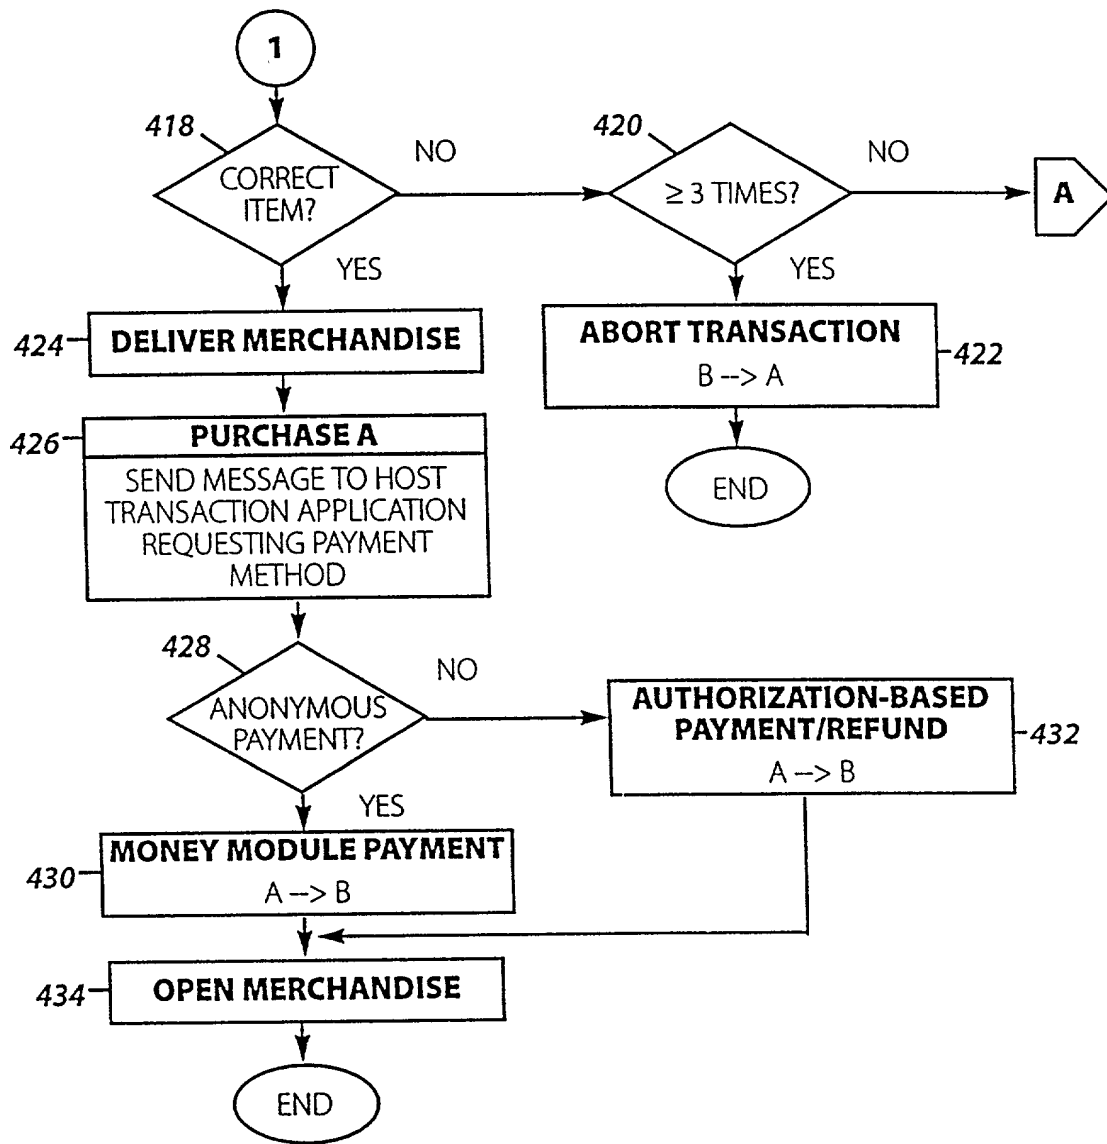 1
418
CORRECT
ITEM?
NO
YES
420
≥ 3 TIMES?
NO
A
YES
424
DELIVER MERCHANDISE
ABORT TRANSACTION
B --> A
422
END
426
PURCHASE A
SEND MESSAGE TO HOST
TRANSACTION APPLICATION
REQUESTING PAYMENT
METHOD
428
ANONYMOUS
PAYMENT?
NO
YES
AUTHORIZATION-BASED
PAYMENT/REFUND
A --> B
432
430
MONEY MODULE PAYMENT
A --> B
434
OPEN MERCHANDISE
END